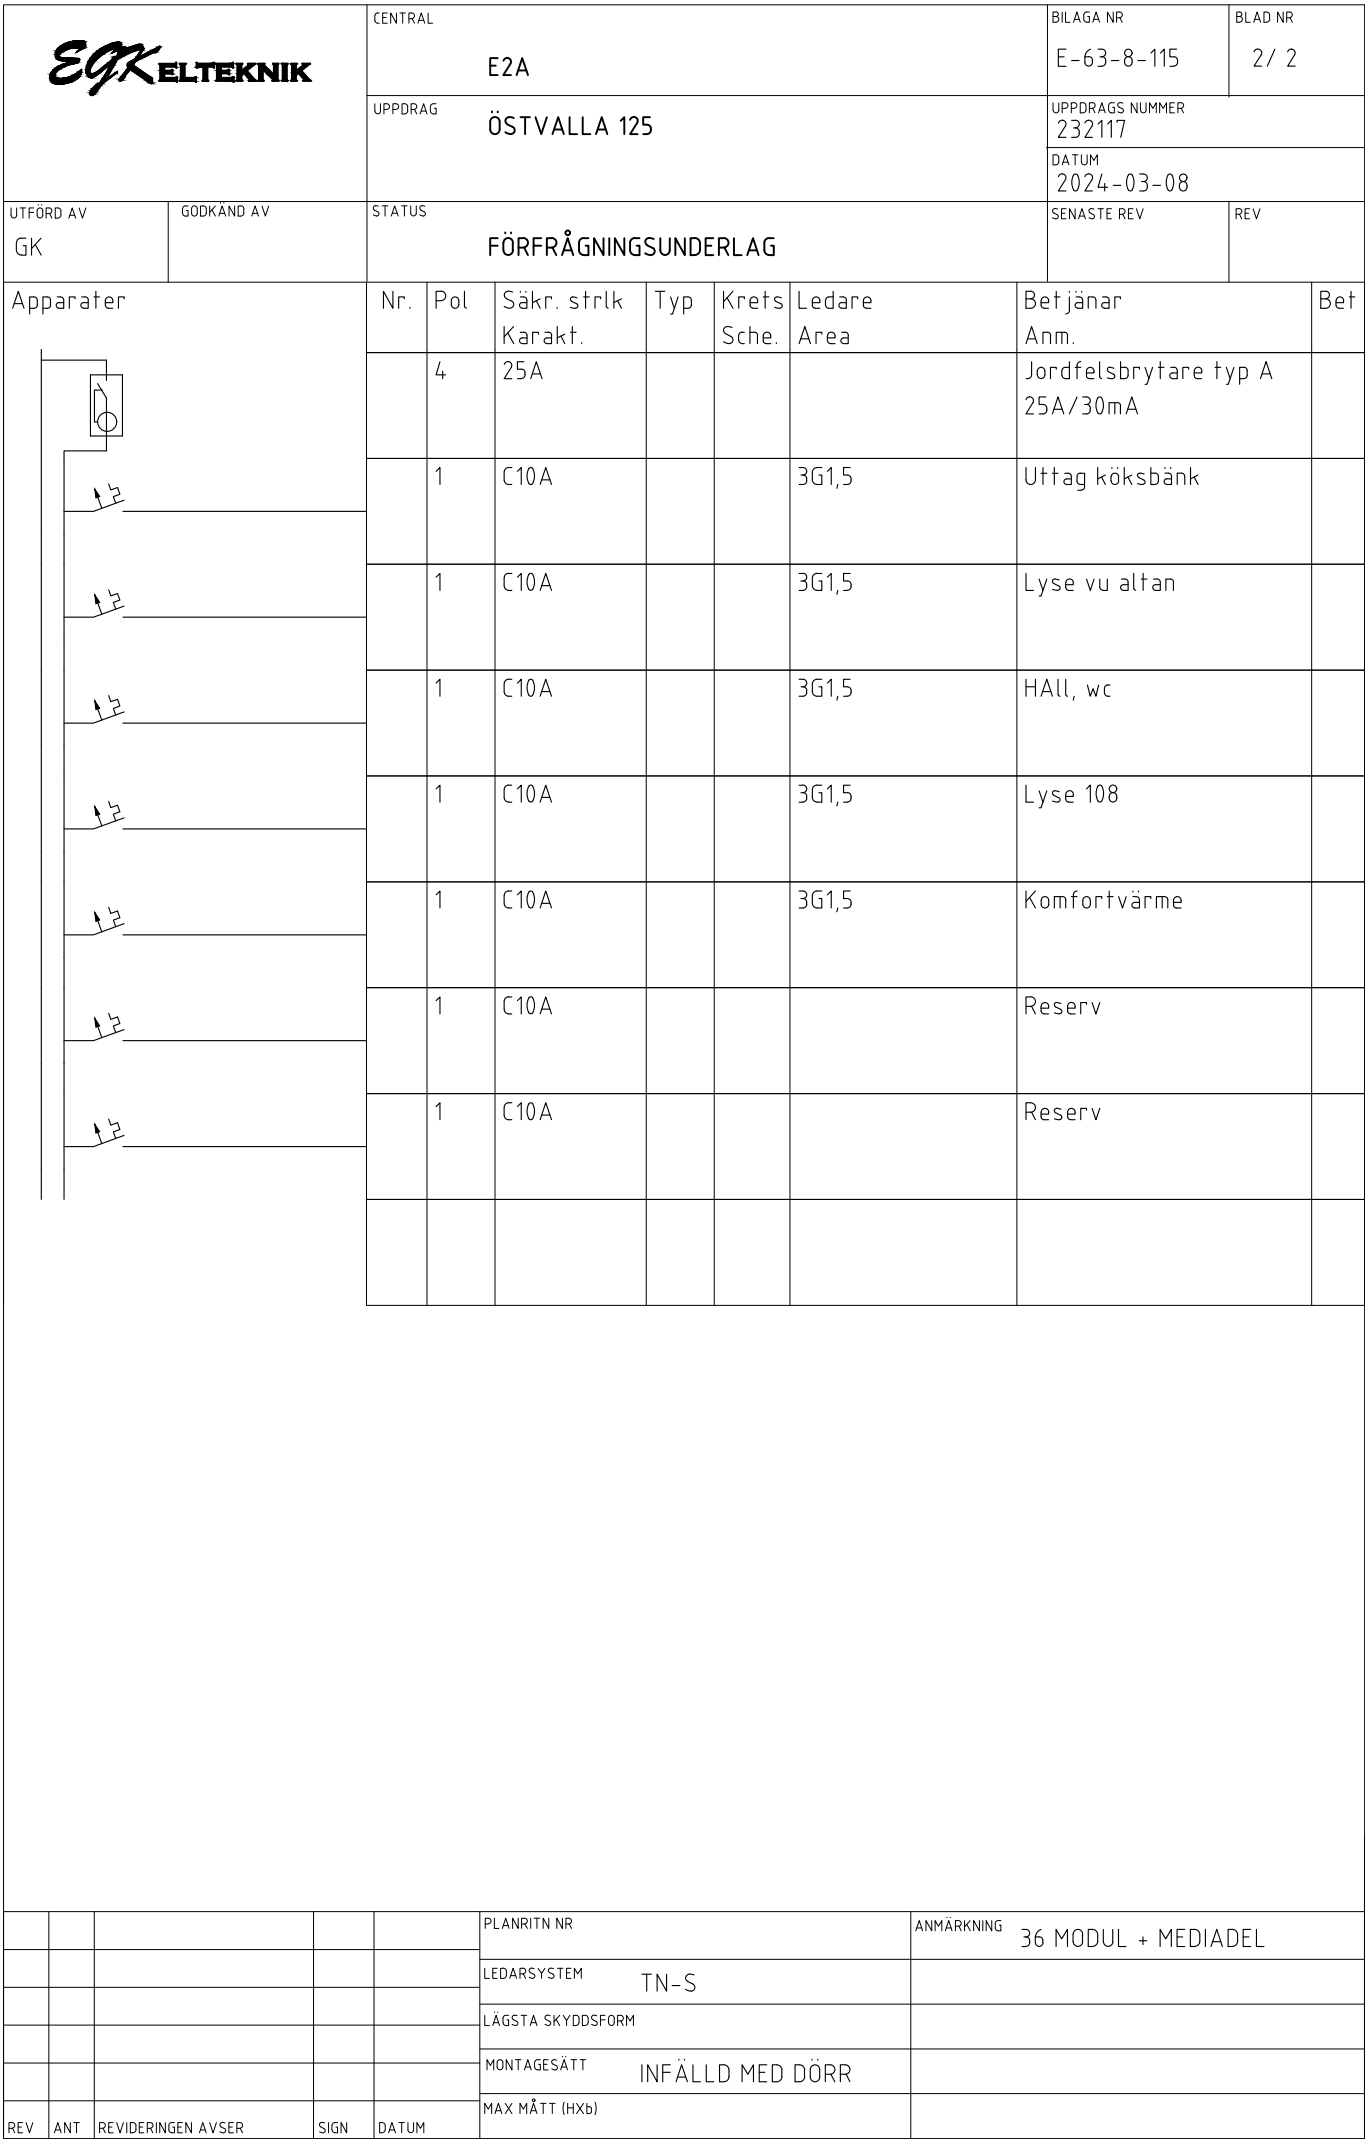 EGK ELTEKNIK
CENTRAL
E2A
BILAGA NR
E-63-8-115
BLAD NR
2/ 2
UPPDRAG
ÖSTVALLA 125
UPPDRAGS NUMMER
232117
DATUM
2024-03-08
UTFÖRD AV
GK
GODKÄND AV
STATUS
FÖRFRÅGNINGSUNDERLAG
SENASTE REV
REV
Apparater Nr. Pol Säkr. strlk Typ Krets Ledare Betjänar Bet
Karakt. Sche. Area Anm.
4 25A Jordfelsbrytare typ A
25A/30mA
1 C10A 3G1,5 Uttag köksbänk
1 C10A 3G1,5 Lyse vu altan
1 C10A 3G1,5 HAll, wc
1 C10A 3G1,5 Lyse 108
1 C10A 3G1,5 Komfortvärme
1 C10A Reserv
1 C10A Reserv
PLANRITN NR
ANMÄRKNING 36 MODUL + MEDIADEL
LEDARSYSTEM TN-S
LÄGSTA SKYDDSFORM
MONTAGESÄTT INFÄLLD MED DÖRR
MAX MÅTT (HXb)
REV ANT REVIDERINGEN AVSER SIGN DATUM